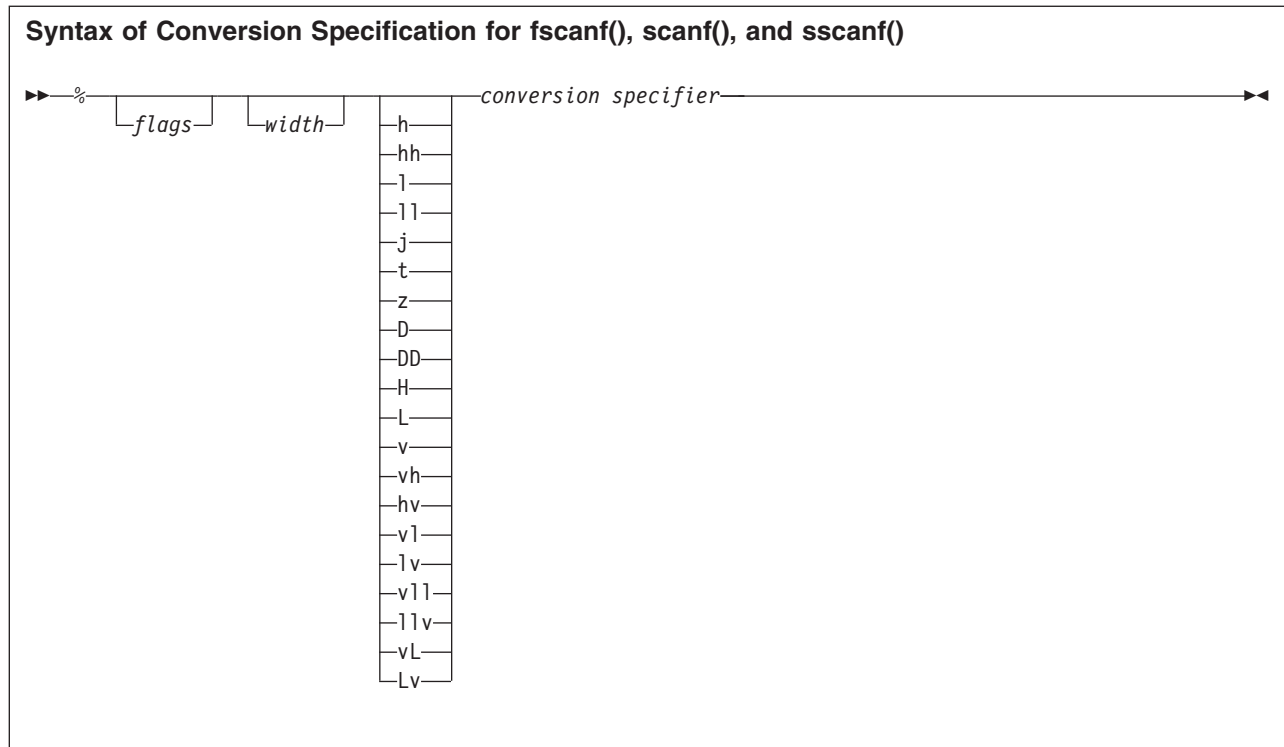 Syntax of Conversion Specification for fscanf(), scanf(), and sscanf()
% conversion specifier
flags width h
hh
l
ll
j
t
z
D
DD
H
L
v
vh
hv
vl
lv
vll
llv
vL
Lv